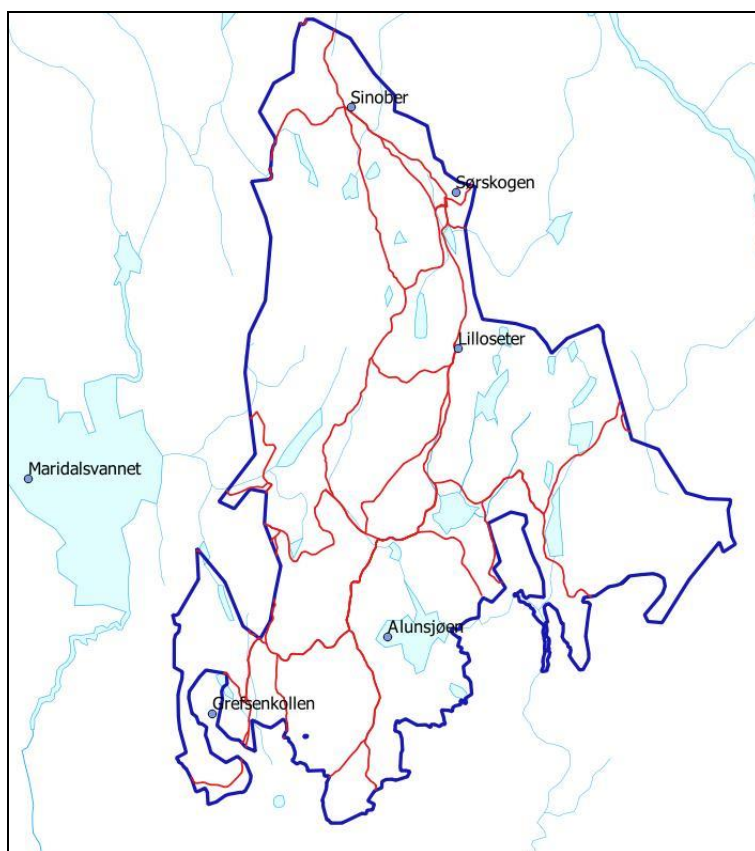 Sinober
Sørskogen
Lilloseter
Maridalsvannet
Alunsjøen
Grefsenkollen